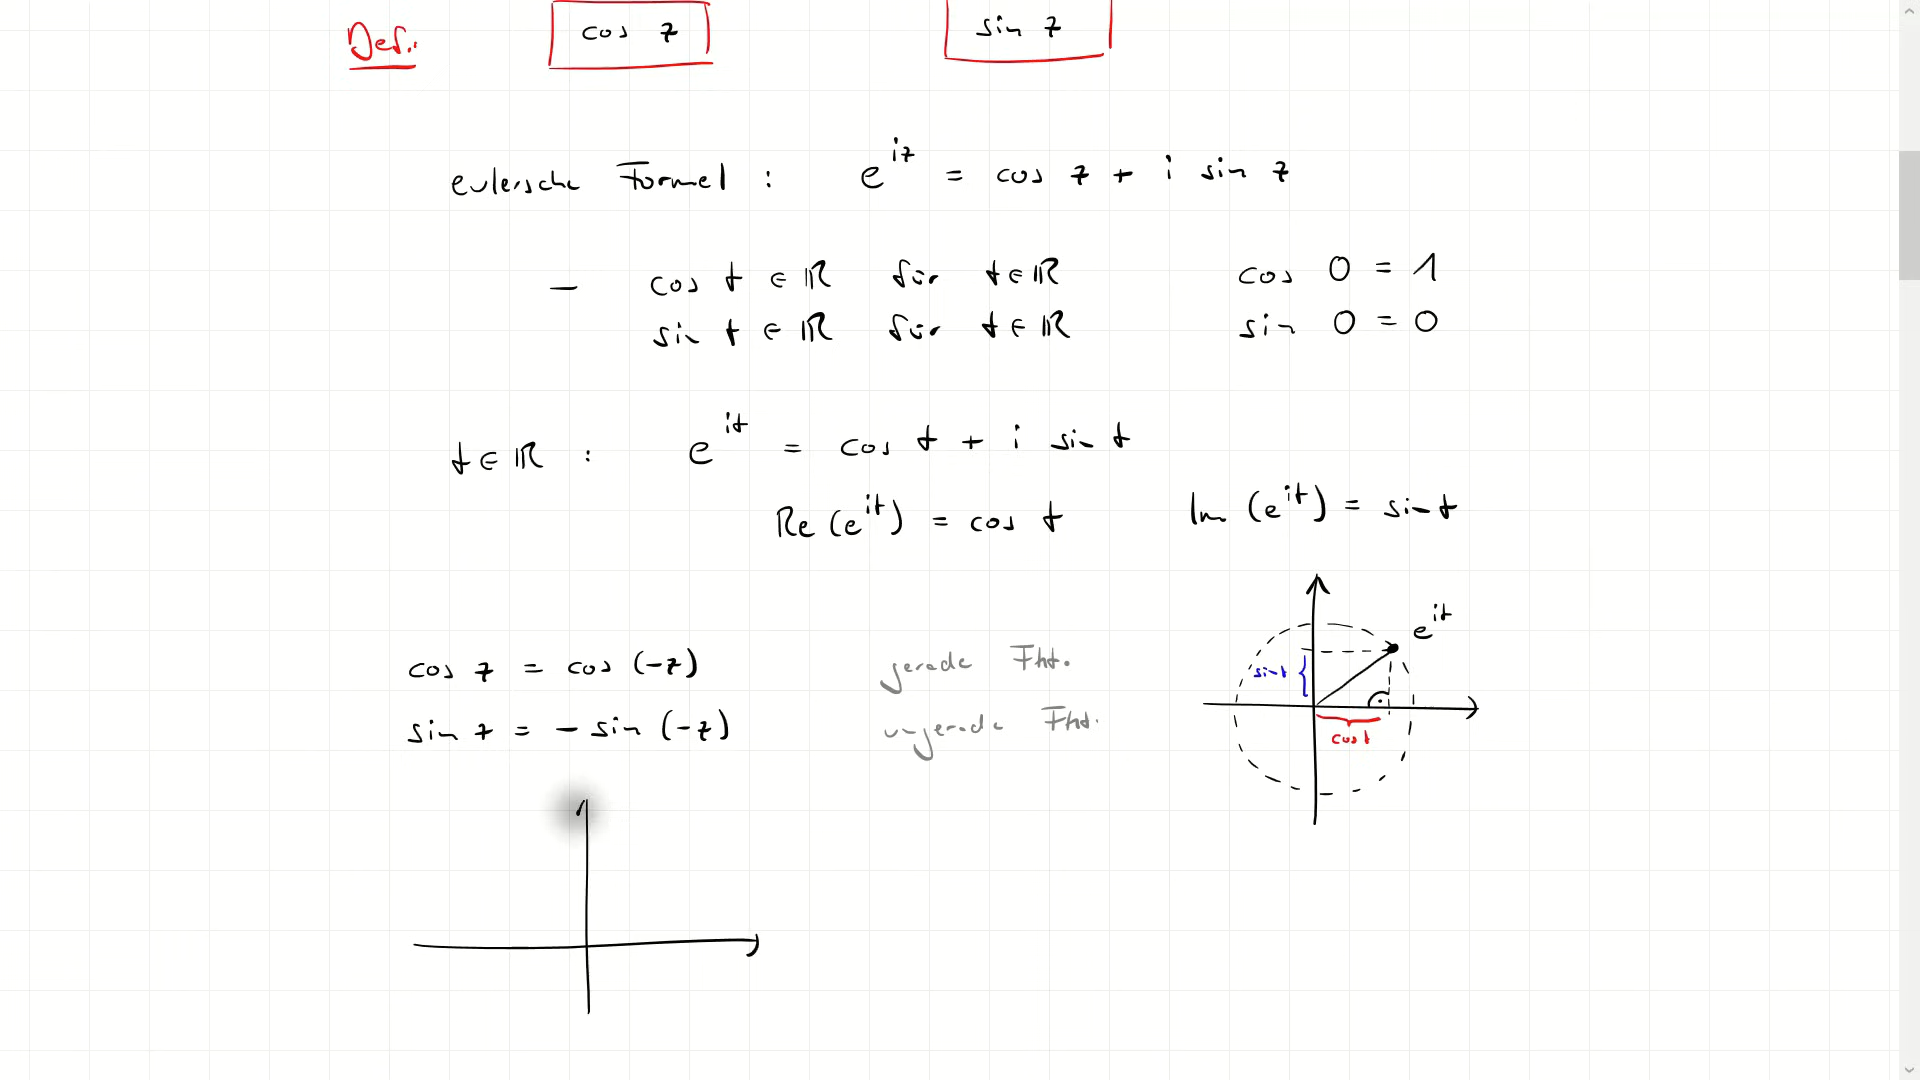 Def.: cos z sin z
eulersche Formel : e^{iz} = cos z + i sin z
— cos t ∈ ℝ für t ∈ ℝ cos 0 = 1
sin t ∈ ℝ für t ∈ ℝ sin 0 = 0
t ∈ ℝ : e^{it} = cos t + i sin t
Re (e^{it}) = cos t Im (e^{it}) = sin t
cos z = cos (-z) gerade Fkt.
sin z = - sin (-z) ungerade Fkt.
e^{it}
sin t
cos t